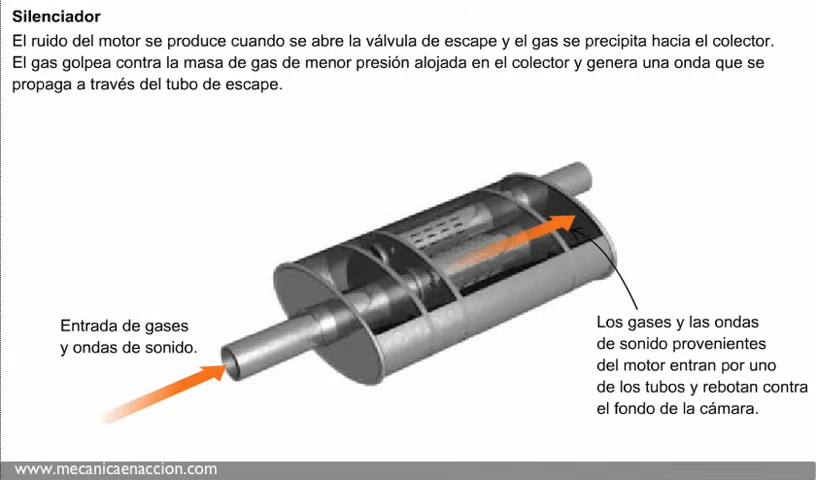 Silenciador
El ruido del motor se produce cuando se abre la válvula de escape y el gas se precipita hacia el colector.
El gas golpea contra la masa de gas de menor presión alojada en el colector y genera una onda que se
propaga a través del tubo de escape.
Entrada de gases
y ondas de sonido.
Los gases y las ondas
de sonido provenientes
del motor entran por uno
de los tubos y rebotan contra
el fondo de la cámara.
www.mecanicaenaccion.com